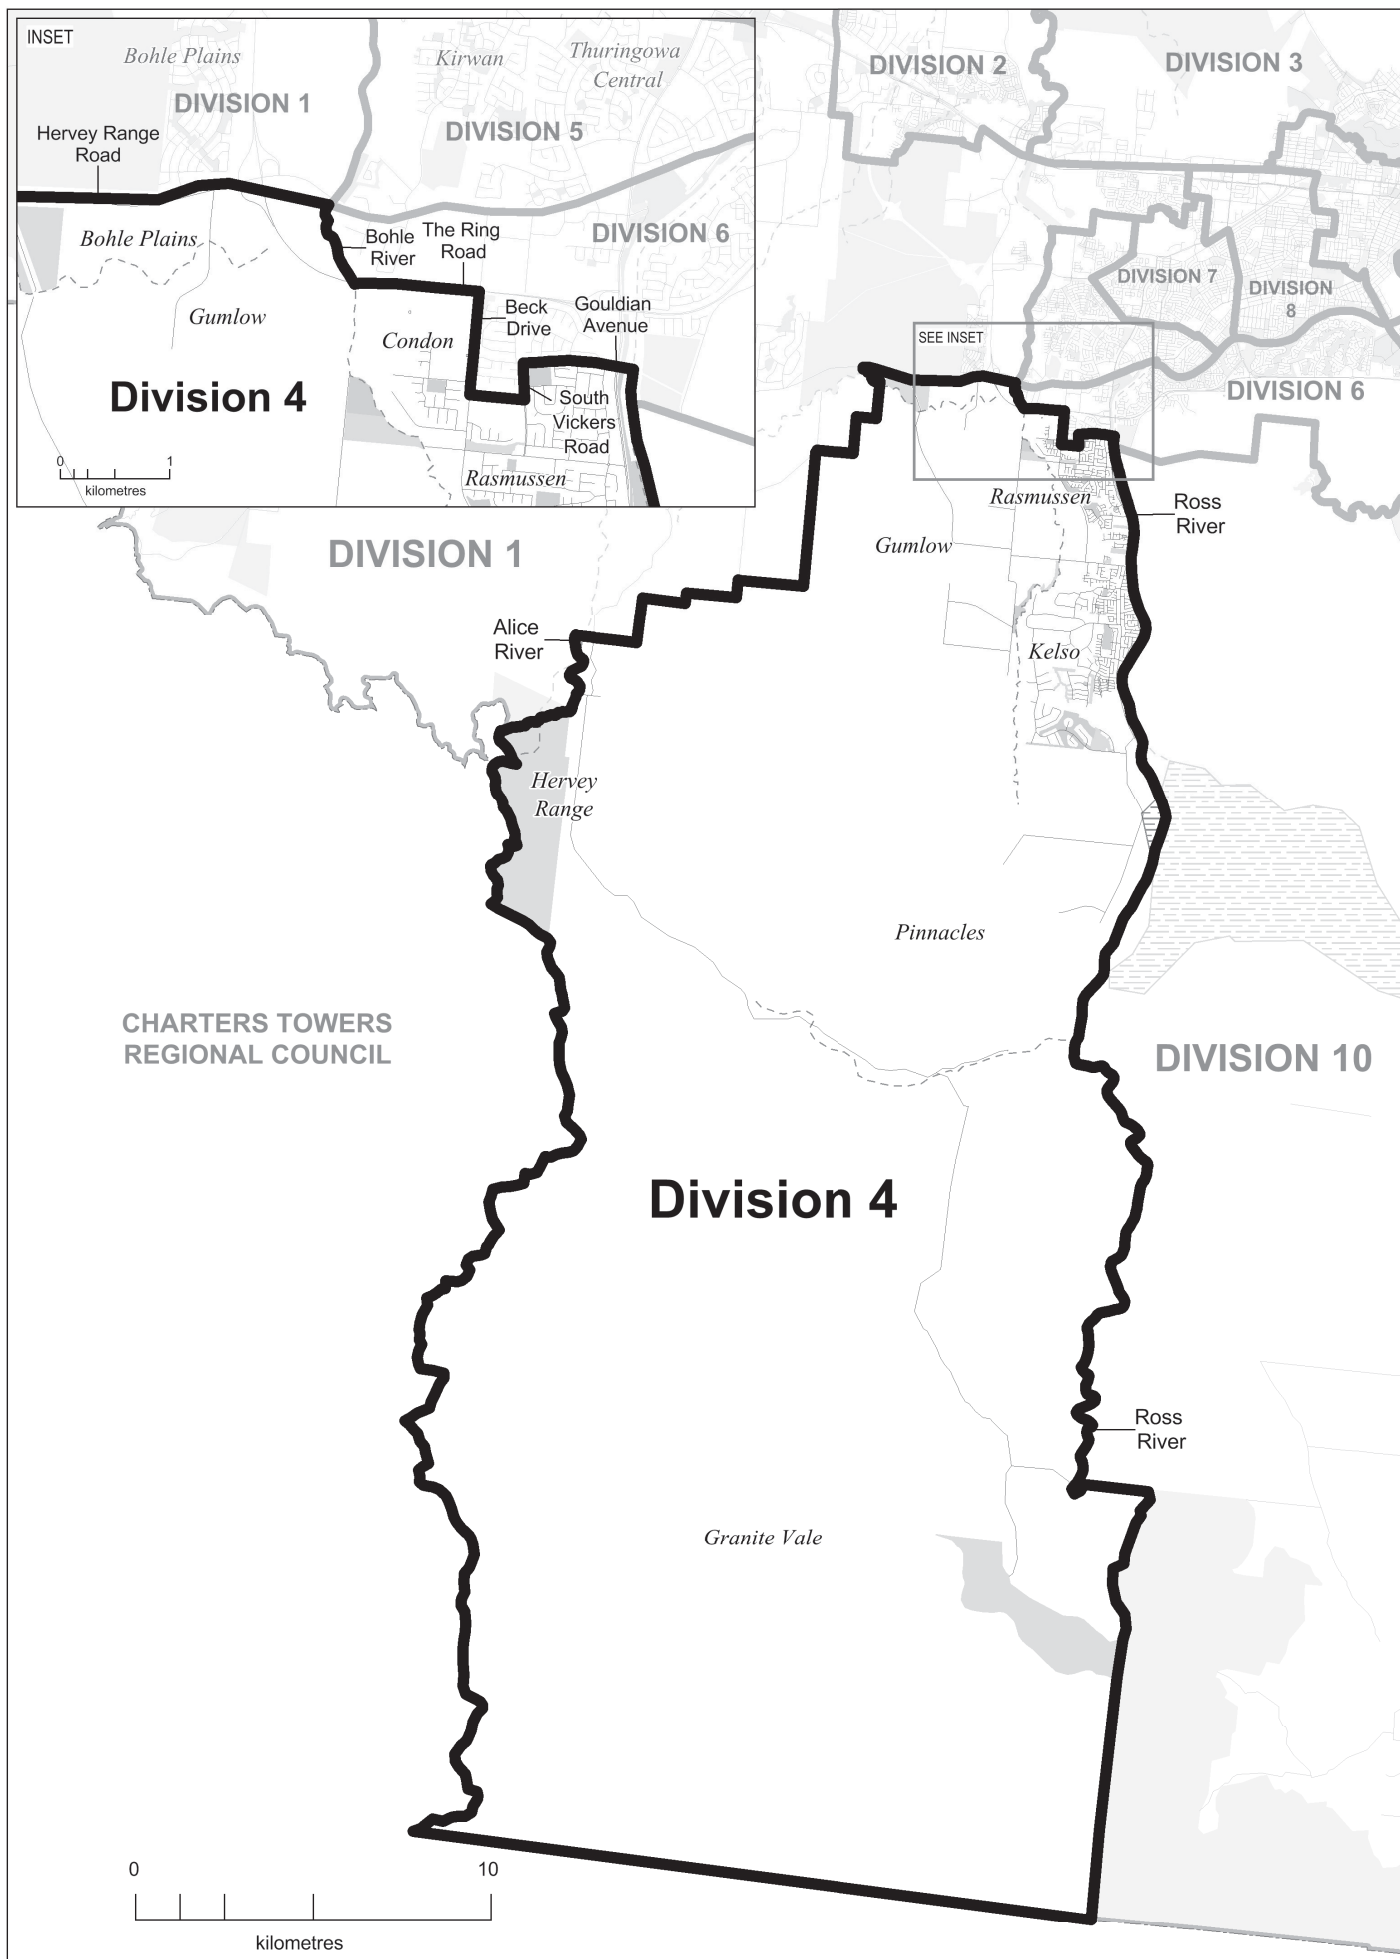 INSET
Bohle Plains
Kirwan
Thuringowa
Central
DIVISION 1
DIVISION 5
Hervey Range
Road
Bohle Plains
Bohle
River
The Ring
Road
DIVISION 6
Gumlow
Condon
Beck
Drive
Gouldian
Avenue
Division 4
South
Vickers
Road
Rasmussen
0 1
kilometres
DIVISION 2
DIVISION 3
DIVISION 7
DIVISION
8
SEE INSET
DIVISION 6
Rasmussen
Ross
River
DIVISION 1
Gumlow
Alice
River
Kelso
Hervey
Range
Pinnacles
CHARTERS TOWERS
REGIONAL COUNCIL
DIVISION 10
Division 4
Ross
River
Granite Vale
0 10
kilometres